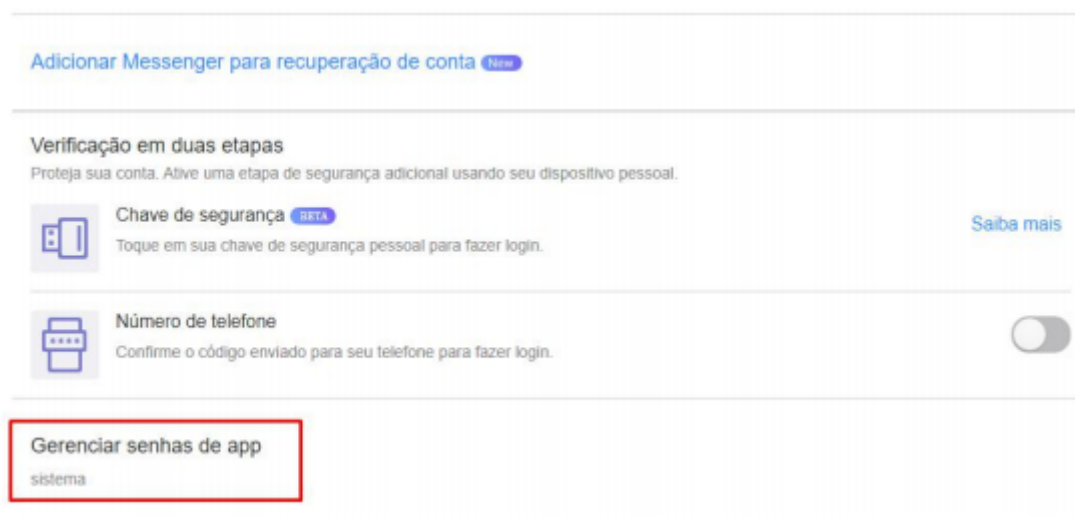 Adicionar Messenger para recuperação de conta New
Verificação em duas etapas
Proteja sua conta. Ative uma etapa de segurança adicional usando seu dispositivo pessoal.
Chave de segurança BETA
Saiba mais
Toque em sua chave de segurança pessoal para fazer login.
Número de telefone
Confirme o código enviado para seu telefone para fazer login.
Gerenciar senhas de app
sistema